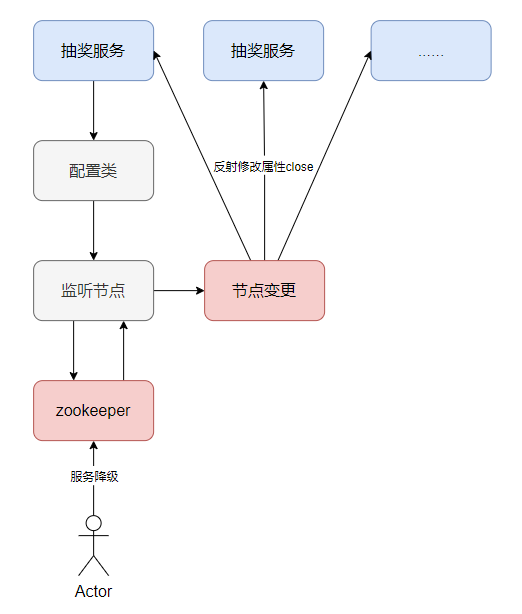 抽奖服务
抽奖服务
……
反射修改属性close
配置类
监听节点
节点变更
zookeeper
服务降级
Actor